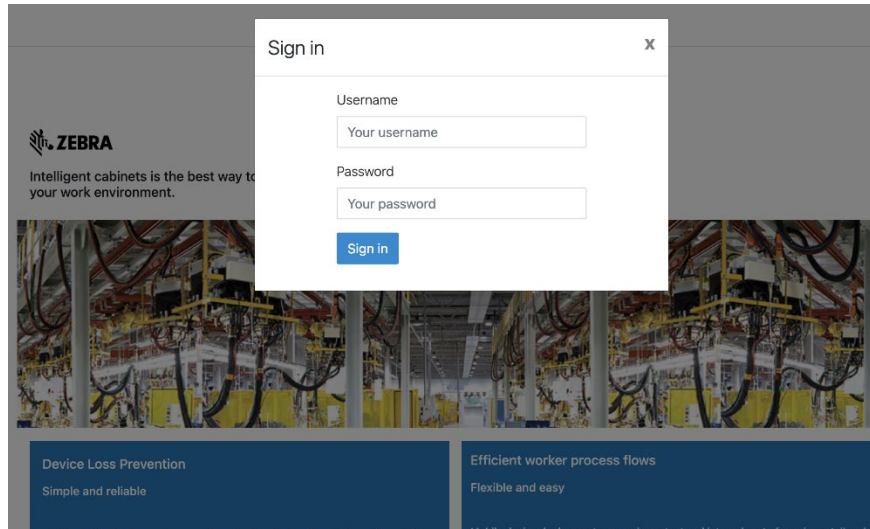 Sign in
x
Username
Your username
Password
Your password
Sign in
ZEBRA
Intelligent cabinets is the best way to
your work environment.
Device Loss Prevention
Simple and reliable
Efficient worker process flows
Flexible and easy